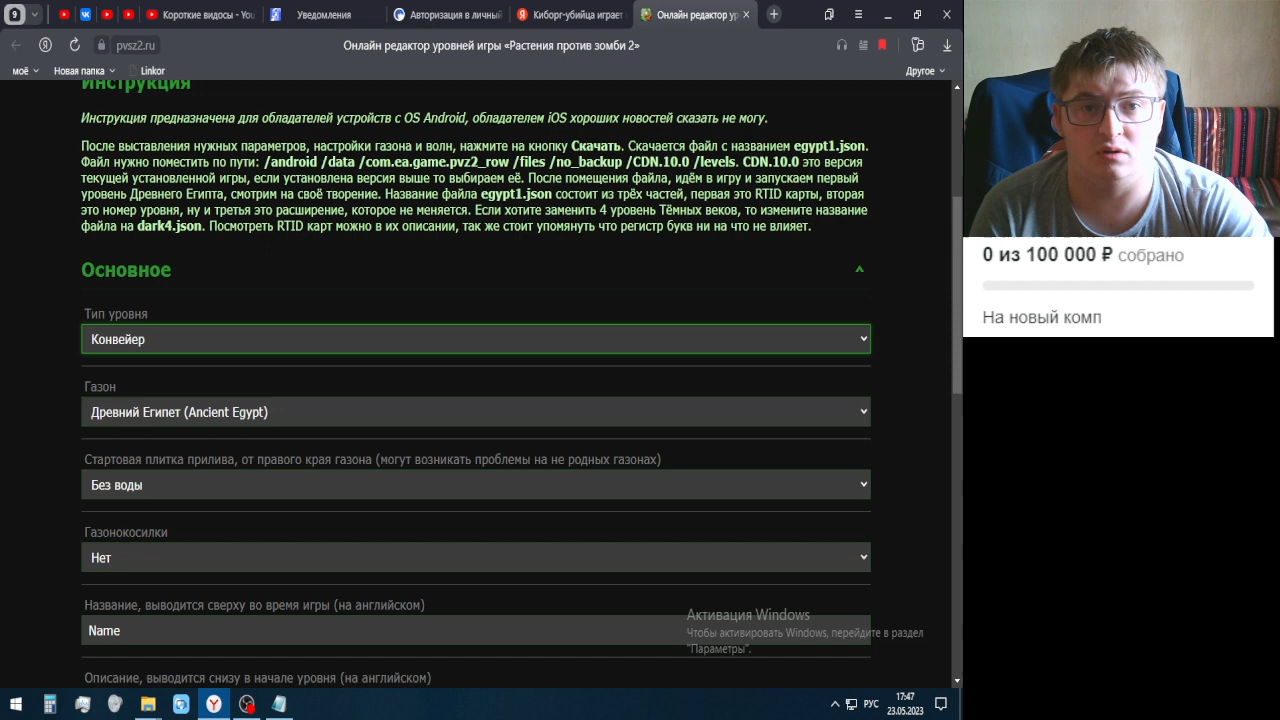 9
Короткие видосы - You
Уведомления
Авторизация в личный
Киборг-убийца играет
Онлайн редактор ур
pvsz2.ru
Онлайн редактор уровней игры «Растения против зомби 2»
моё
Новая папка
Linkor
Другое
Инструкция
Инструкция предназначена для обладателей устройств с OS Android, обладателем iOS хороших новостей сказать не могу.
После выставления нужных параметров, настройки газона и волн, нажмите на кнопку Скачать. Скачается файл с названием egypt1.json.
Файл нужно поместить по пути: /android /data /com.ea.game.pvz2_row /files /no_backup /CDN.10.0 /levels. CDN.10.0 это версия
текущей установленной игры, если установлена версия выше то выбираем её. После помещения файла, идём в игру и запускаем первый
уровень Древнего Египта, смотрим на своё творение. Название файла egypt1.json состоит из трёх частей, первая это RTID карты, вторая
это номер уровня, ну и третья это расширение, которое не меняется. Если хотите заменить 4 уровень Тёмных веков, то измените название
файла на dark4.json. Посмотреть RTID карт можно в их описании, так же стоит упомянуть что регистр букв ни на что не влияет.
Основное
Тип уровня
Конвейер
Газон
Древний Египет (Ancient Egypt)
Стартовая плитка прилива, от правого края газона (могут возникать проблемы на не родных газонах)
Без воды
Газонокосилки
Нет
Название, выводится сверху во время игры (на английском)
Name
Описание, выводится снизу в начале уровня (на английском)
Активация Windows
Чтобы активировать Windows, перейдите в раздел
"Параметры".
0 из 100 000 ₽ собрано
На новый комп
РУС
17:47
23.05.2023